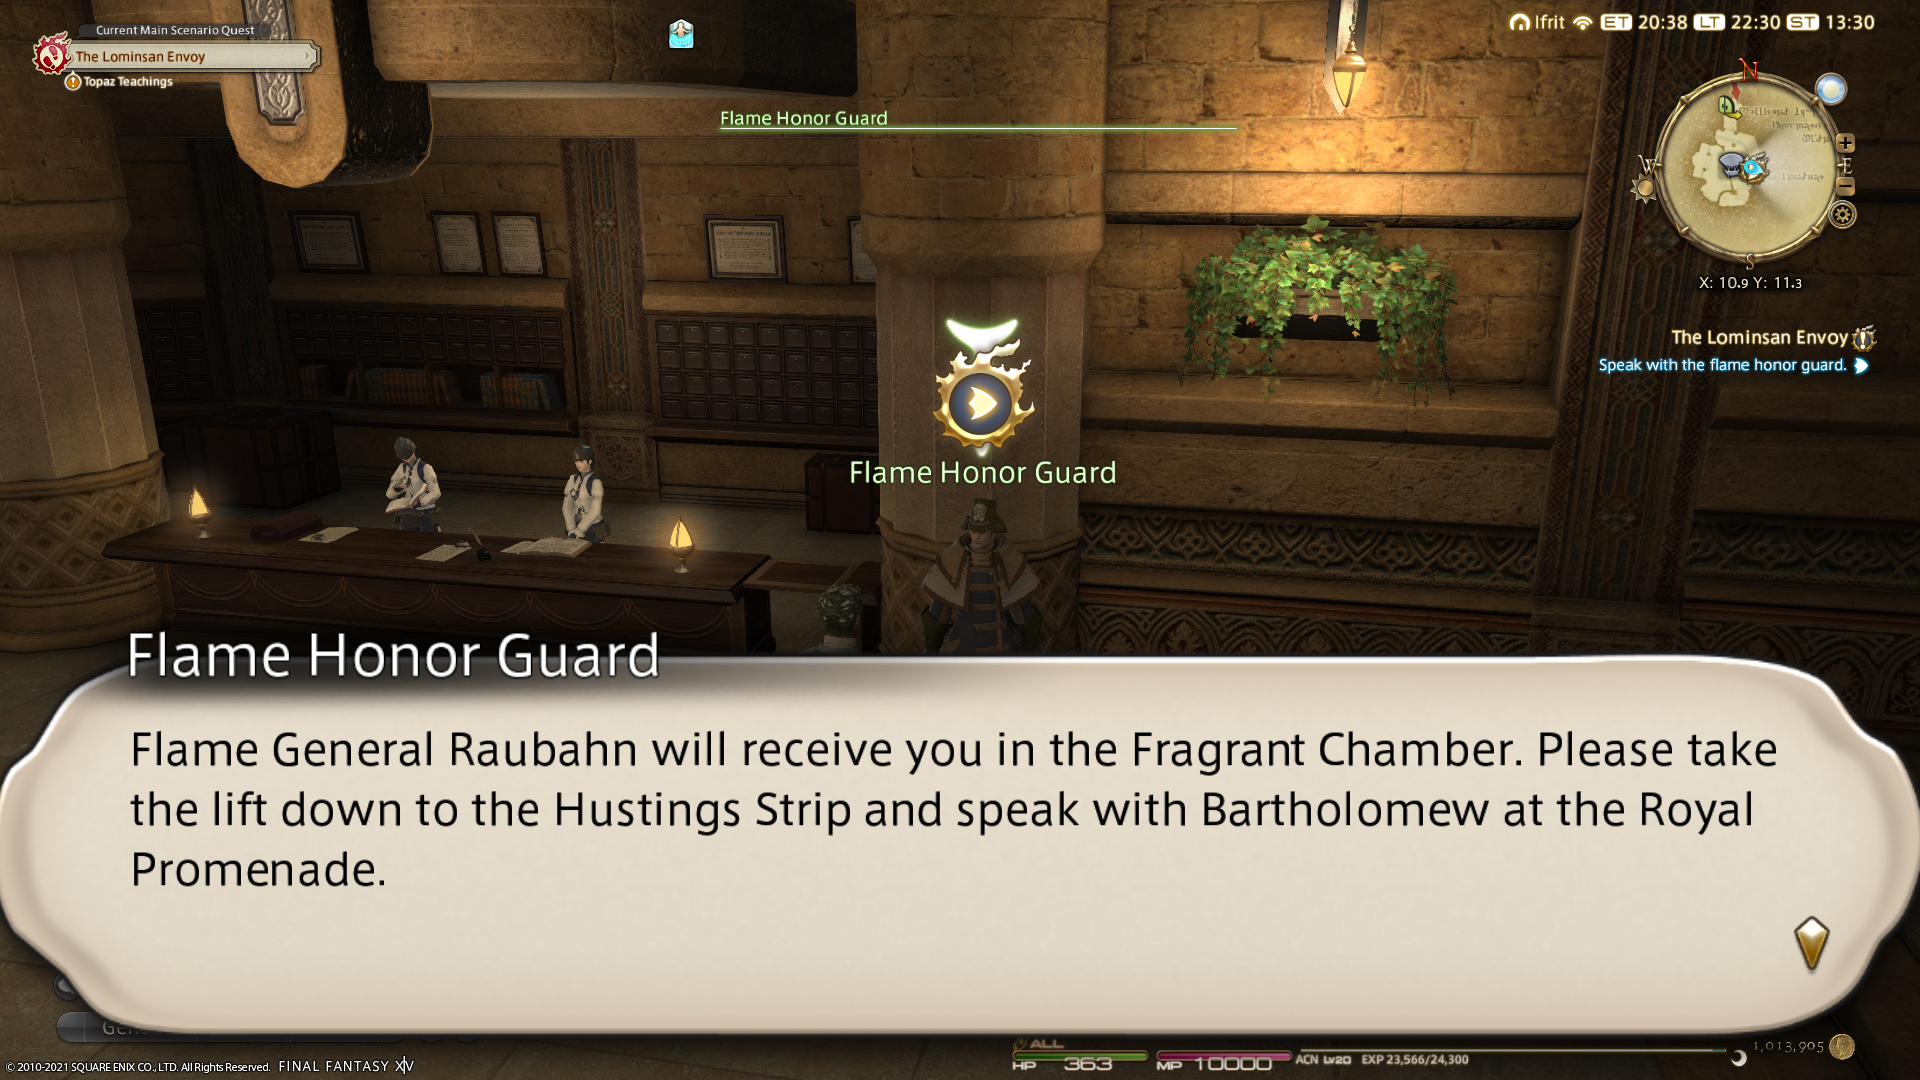 Current Main Scenario Quest
The Lominsan Envoy
Topaz Teachings
Ifrit ET 20:38 LT 22:30 ST 13:30
Flame Honor Guard
N
W
E
S
X: 10.9 Y: 11.3
The Lominsan Envoy
Speak with the flame honor guard.
Flame Honor Guard
Flame Honor Guard
Flame General Raubahn will receive you in the Fragrant Chamber. Please take
the lift down to the Hustings Strip and speak with Bartholomew at the Royal
Promenade.
ALL
HP 363 MP 10000 ACN Lv20 EXP 23,566/24,300
1,013,905
© 2010-2021 SQUARE ENIX CO., LTD. All Rights Reserved. FINAL FANTASY XIV